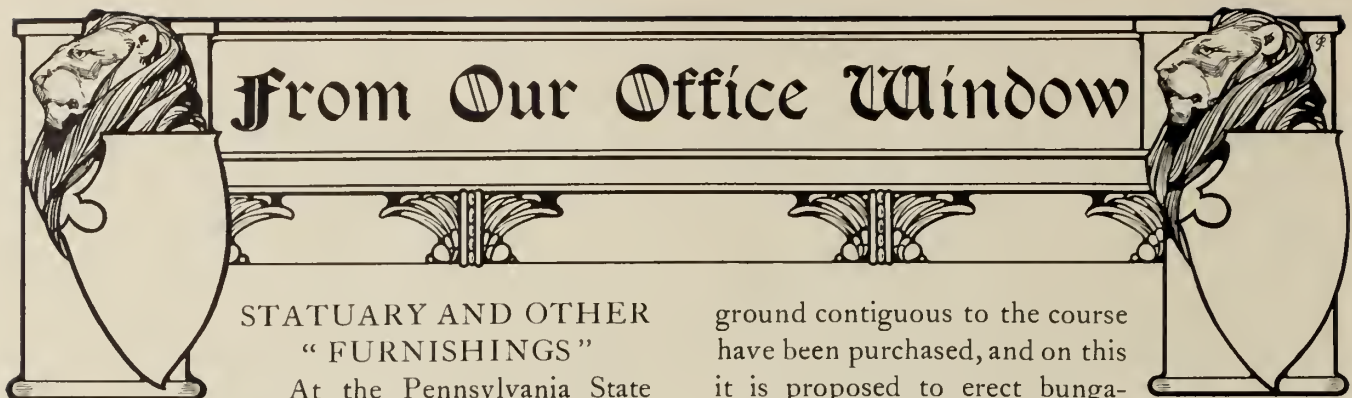 From Our Office Window
STATUARY AND OTHER
" FURNISHINGS "
At the Pennsylvania State
ground contiguous to the course
have been purchased, and on this
it is proposed to erect bunga-